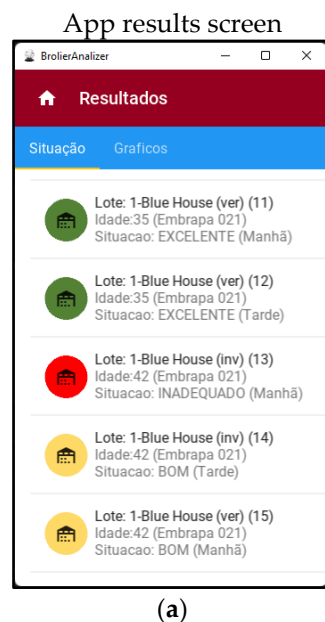 App results screen
BrolierAnalizer
Resultados
Situação Graficos
Lote: 1-Blue House (ver) (11)
Idade:35 (Embrapa 021)
Situacao: EXCELENTE (Manhã)
Lote: 1-Blue House (ver) (12)
Idade:35 (Embrapa 021)
Situacao: EXCELENTE (Tarde)
Lote: 1-Blue House (inv) (13)
Idade:42 (Embrapa 021)
Situacao: INADEQUADO (Manhã)
Lote: 1-Blue House (inv) (14)
Idade:42 (Embrapa 021)
Situacao: BOM (Tarde)
Lote: 1-Blue House (ver) (15)
Idade:42 (Embrapa 021)
Situacao: BOM (Manhã)
(a)